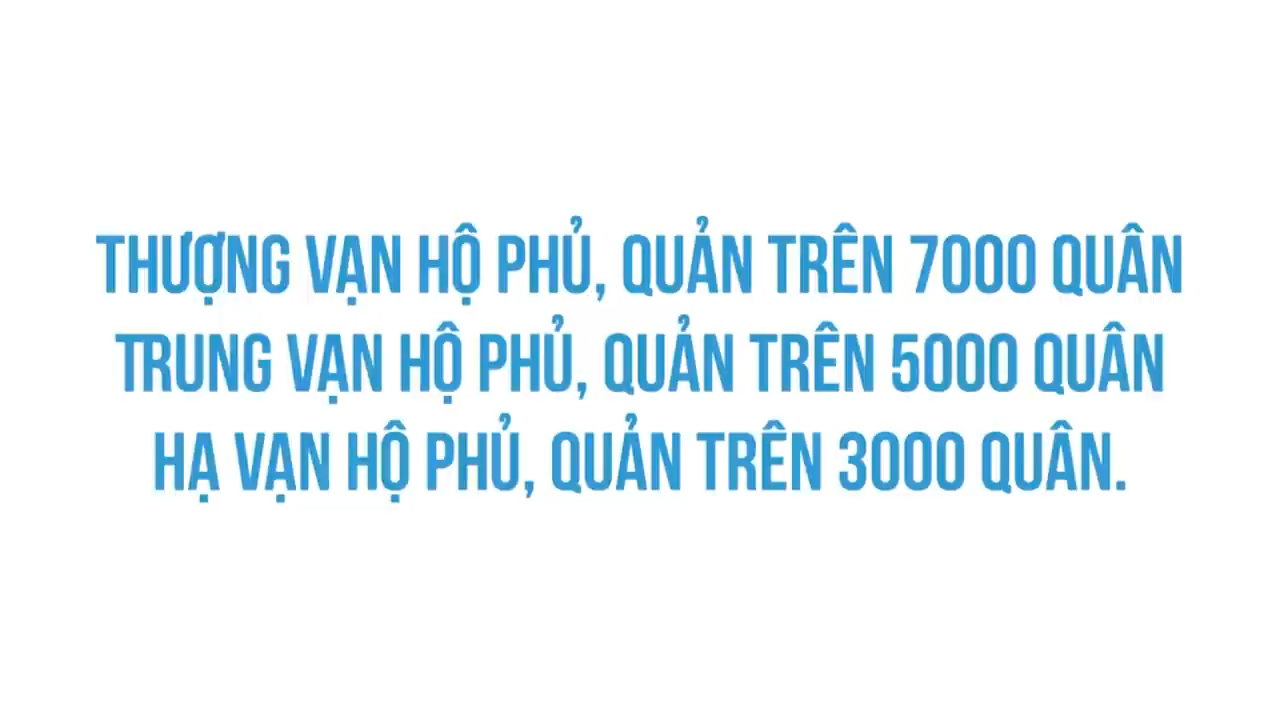 THƯỢNG VẠN HỘ PHỦ, QUẢN TRÊN 7000 QUÂN
TRUNG VẠN HỘ PHỦ, QUẢN TRÊN 5000 QUÂN
HẠ VẠN HỘ PHỦ, QUẢN TRÊN 3000 QUÂN.